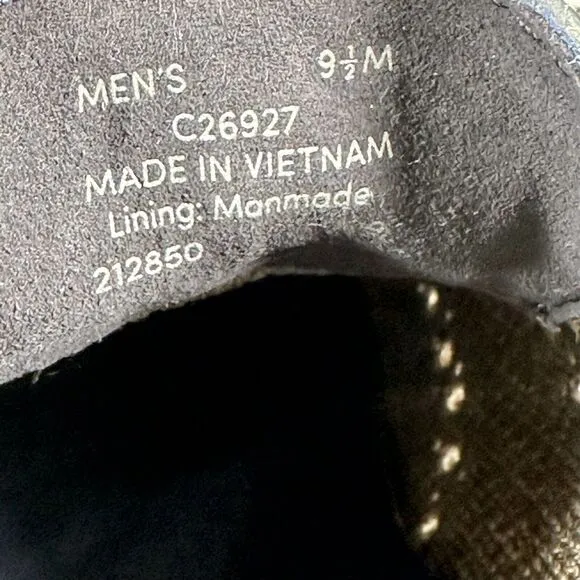 MEN'S 9½M
C26927
MADE IN VIETNAM
Lining: Manmade
212850